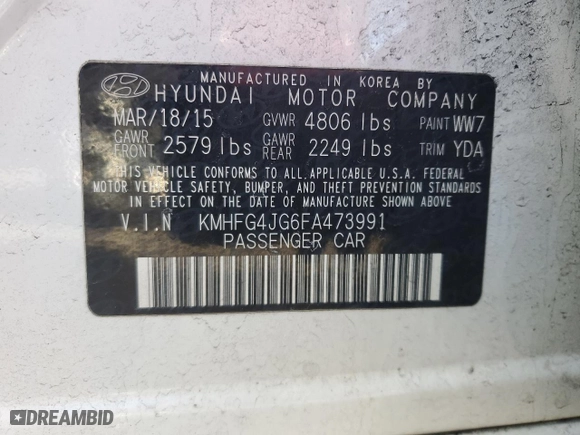 MANUFACTURED IN KOREA BY
HYUNDAI MOTOR COMPANY
MAR/18/15 GVWR 4806 lbs PAINT WW7
GAWR FRONT 2579 lbs GAWR REAR 2249 lbs TRIM YDA
THIS VEHICLE CONFORMS TO ALL APPLICABLE U.S.A. FEDERAL
MOTOR VEHICLE SAFETY, BUMPER, AND THEFT PREVENTION STANDARDS
IN EFFECT ON THE DATE OF MANUFACTURE SHOWN ABOVE.
V.I.N KMHFG4JG6FA473991
PASSENGER CAR
DREAMBID